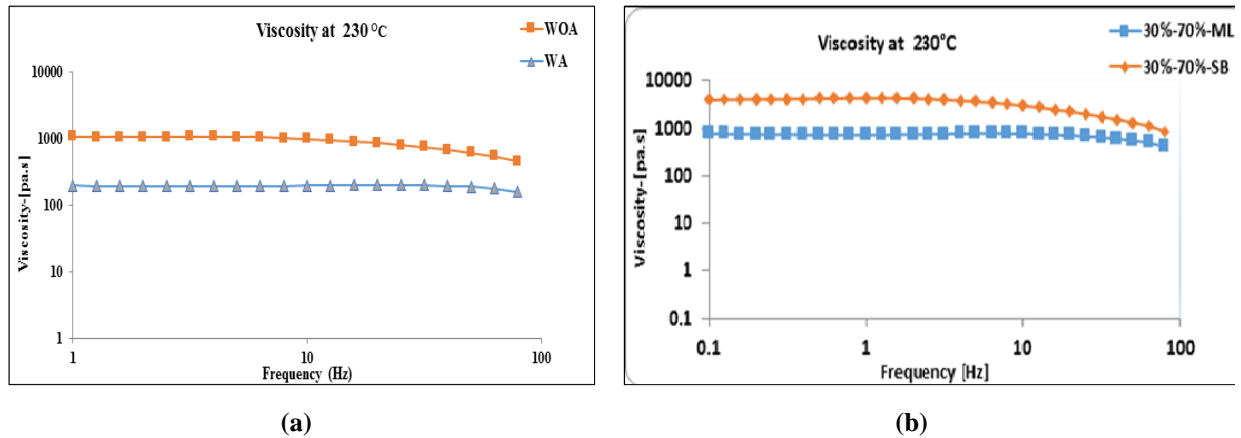 Viscosity at 230 °C
WOA
WA
10000
1000
100
10
1
Viscosity-[pa.s]
1
10
100
Frequency (Hz)
(a)
Viscosity at 230°C
30%-70%-ML
30%-70%-SB
10000
1000
100
10
1
0.1
Viscosity-[pa.s]
0.1
1
10
100
Frequency [Hz]
(b)